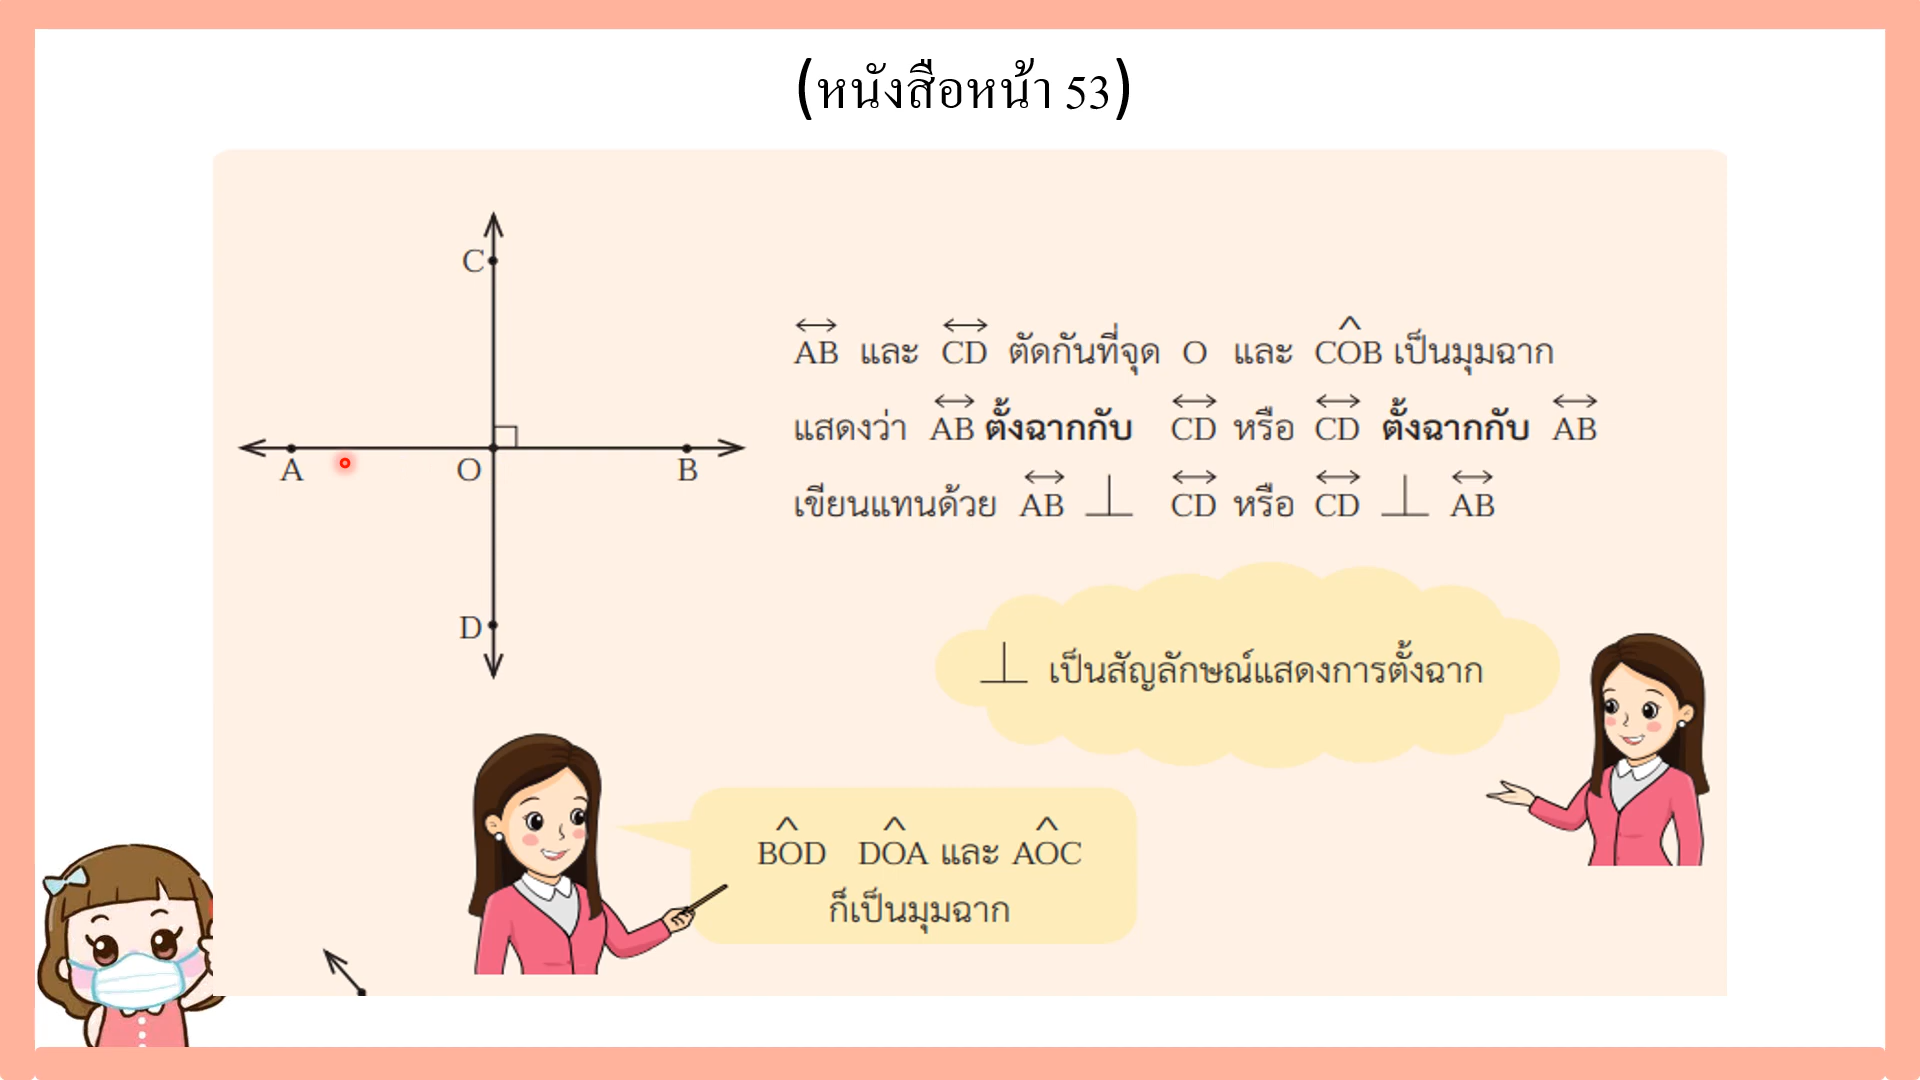 (หนังสือหน้า 53)
C
A
O
B
D
AB และ CD ตัดกันที่จุด O และ CÔB เป็นมุมฉาก
แสดงว่า AB ตั้งฉากกับ CD หรือ CD ตั้งฉากกับ AB
เขียนแทนด้วย AB ⊥ CD หรือ CD ⊥ AB
⊥ เป็นสัญลักษณ์แสดงการตั้งฉาก
BÔD DÔA และ AÔC
ก็เป็นมุมฉาก